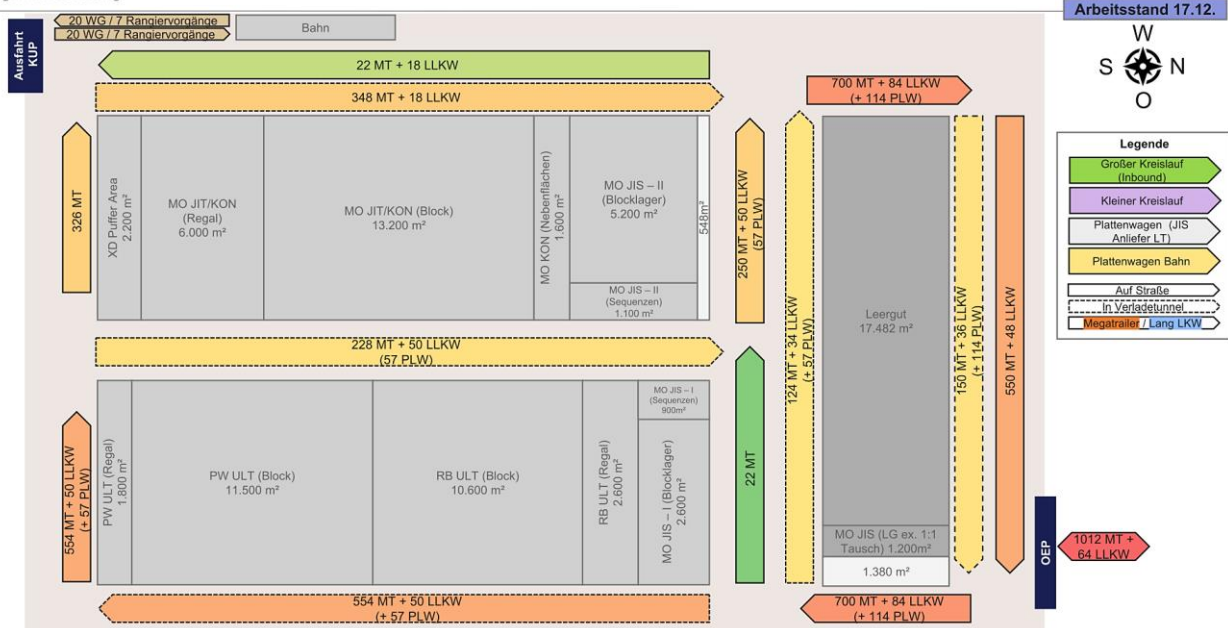 Arbeitsstand 17.12.
Ausfahrt
KUP
20 WG / 7 Rangiervorgänge
20 WG / 7 Rangiervorgänge
Bahn
W
S
N
O
22 MT + 18 LLKW
348 MT + 18 LLKW
700 MT + 84 LLKW
(+ 114 PLW)
326 MT
XD Puffer Area
2.200 m²
MO JIT/KON
(Regal)
6.000 m²
MO JIT/KON (Block)
13.200 m²
MO KON (Nebenflächen)
1.600 m²
MO JIS – II
(Blocklager)
5.200 m²
MO JIS – II
(Sequenzen)
1.100 m²
548m²
250 MT + 50 LLKW
(57 PLW)
124 MT + 34 LLKW
(+ 57 PLW)
Leergut
17.482 m²
MO JIS (LG ex. 1:1
Tausch) 1.200m²
1.380 m²
150 MT + 36 LLKW
(+ 114 PLW)
550 MT + 48 LLKW
Legende
Großer Kreislauf
(Inbound)
Kleiner Kreislauf
Plattenwagen (JIS
Anliefer LT)
Plattenwagen Bahn
Auf Straße
In Verladetunnel
Megatrailer / Lang LKW
228 MT + 50 LLKW
(57 PLW)
554 MT + 50 LLKW
(+ 57 PLW)
PW ULT (Regal)
1.800 m²
PW ULT (Block)
11.500 m²
RB ULT (Block)
10.600 m²
RB ULT (Regal)
2.600 m²
MO JIS – I
(Sequenzen)
900m²
MO JIS – I (Blocklager)
2.600 m²
22 MT
OEP
1012 MT +
64 LLKW
554 MT + 50 LLKW
(+ 57 PLW)
700 MT + 84 LLKW
(+ 114 PLW)